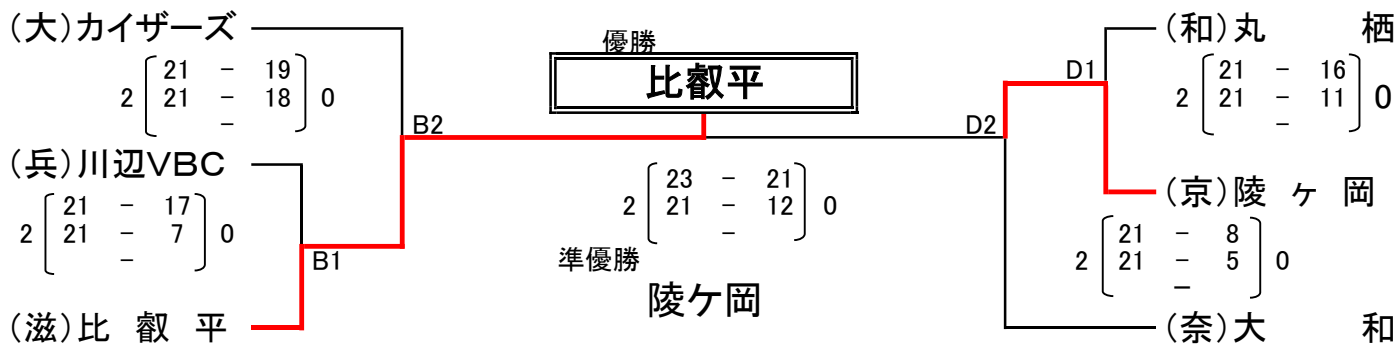 (大)カイザーズ
2 21 - 19 0
21 - 18
-
B2
(兵)川辺VBC
2 21 - 17 0
21 - 7
-
B1
(滋)比 叡 平
優勝
比叡平
2 23 - 21 0
21 - 12
-
準優勝
陵ケ岡
(和)丸 栖
D1
2 21 - 16 0
21 - 11
-
D2
(京)陵 ヶ 岡
2 21 - 8 0
21 - 5
-
(奈)大 和